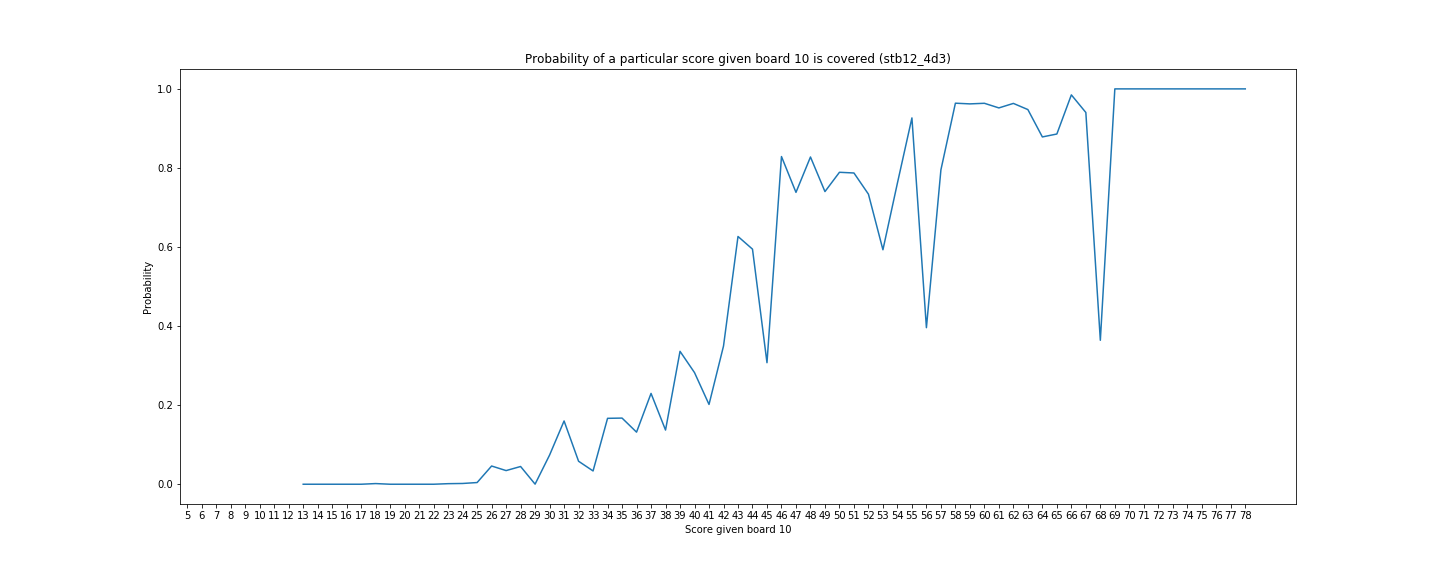 Probability of a particular score given board 10 is covered (stb12_4d3)
1.0
0.8
0.6
0.4
0.2
0.0
Probability
5 6 7 8 9 10 11 12 13 14 15 16 17 18 19 20 21 22 23 24 25 26 27 28 29 30 31 32 33 34 35 36 37 38 39 40 41 42 43 44 45 46 47 48 49 50 51 52 53 54 55 56 57 58 59 60 61 62 63 64 65 66 67 68 69 70 71 72 73 74 75 76 77 78
Score given board 10